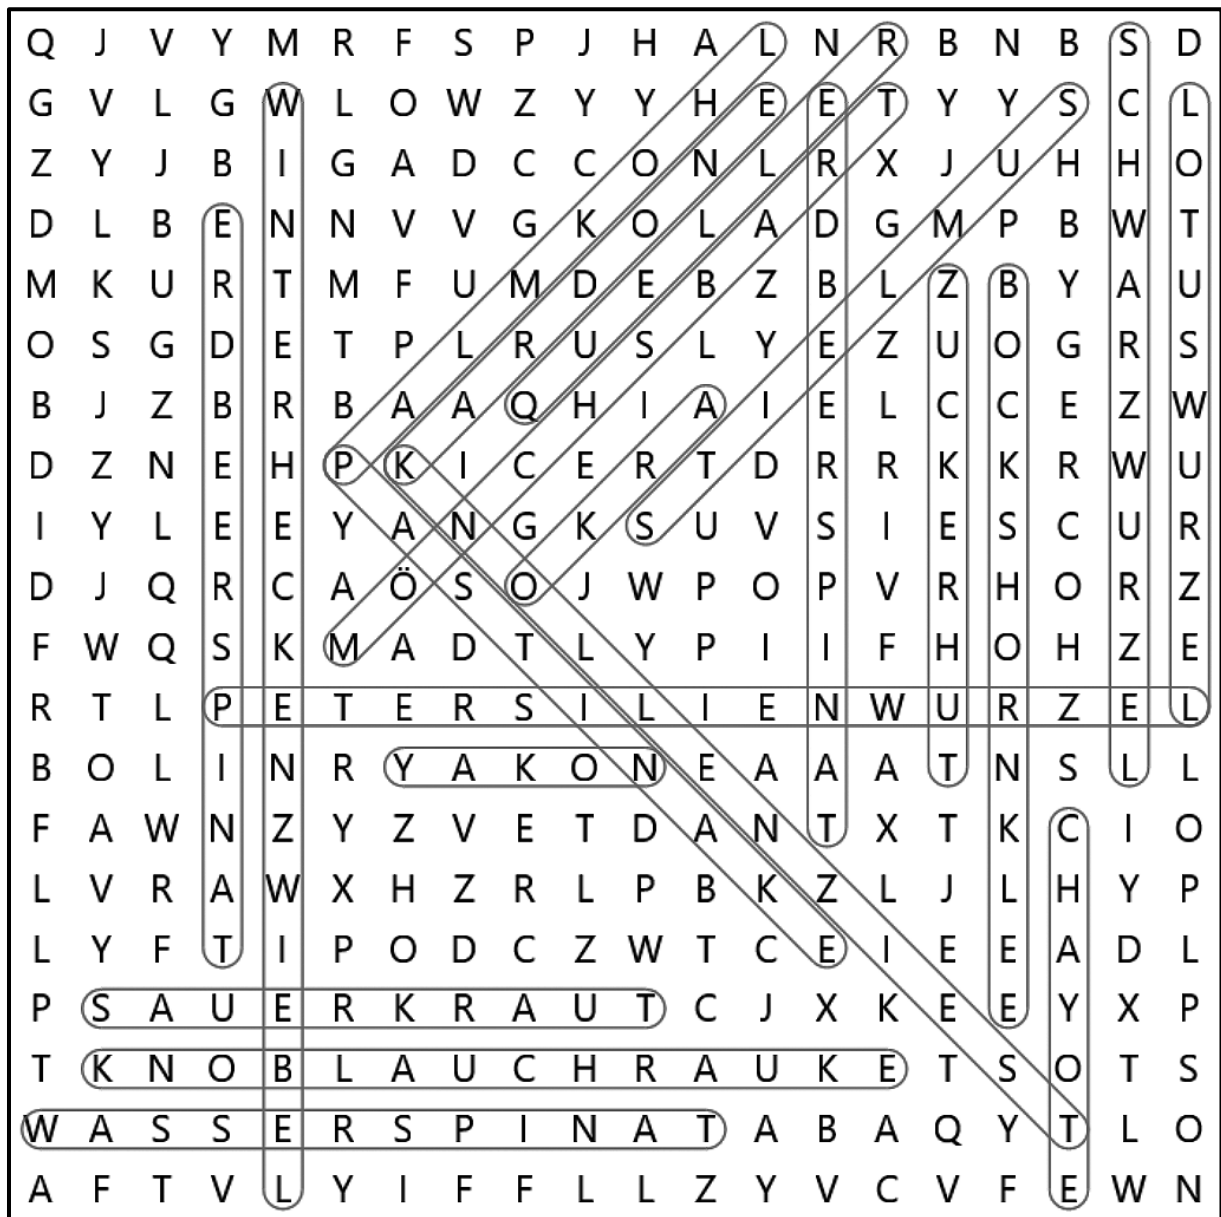 Q J V Y M R F S P J H A L N R B N B S D
G V L G W L O W Z Y Y H E E T Y Y S C L
Z Y J B I G A D C C O N L R X J U H H O
D L B E N N V V G K O L A D G M P B W T
M K U R T M F U M D E B Z B L Z B Y A U
O S G D E T P L R U S L Y E Z U O G R S
B J Z B R B A A Q H I A I E L C C E Z W
D Z N E H P K I C E R T D R R K K R W U
I Y L E E Y A N G K S U V S I E S C U R
D J Q R C A Ö S O J W P O P V R H O R Z
F W Q S K M A D T L Y P I I F H O H Z E
R T L P E T E R S I L I E N W U R Z E L
B O L I N R Y A K O N E A A A T N S L L
F A W N Z Y Z V E T D A N T X T K C I O
L V R A W X H Z R L P B K Z L J L H Y P
L Y F T I P O D C Z W T C E I E E A D L
P S A U E R K R A U T C J X K E E Y X P
T K N O B L A U C H R A U K E T S O T S
W A S S E R S P I N A T A B A Q Y T L O
A F T V L Y I F F L L Z Y V C V F E W N